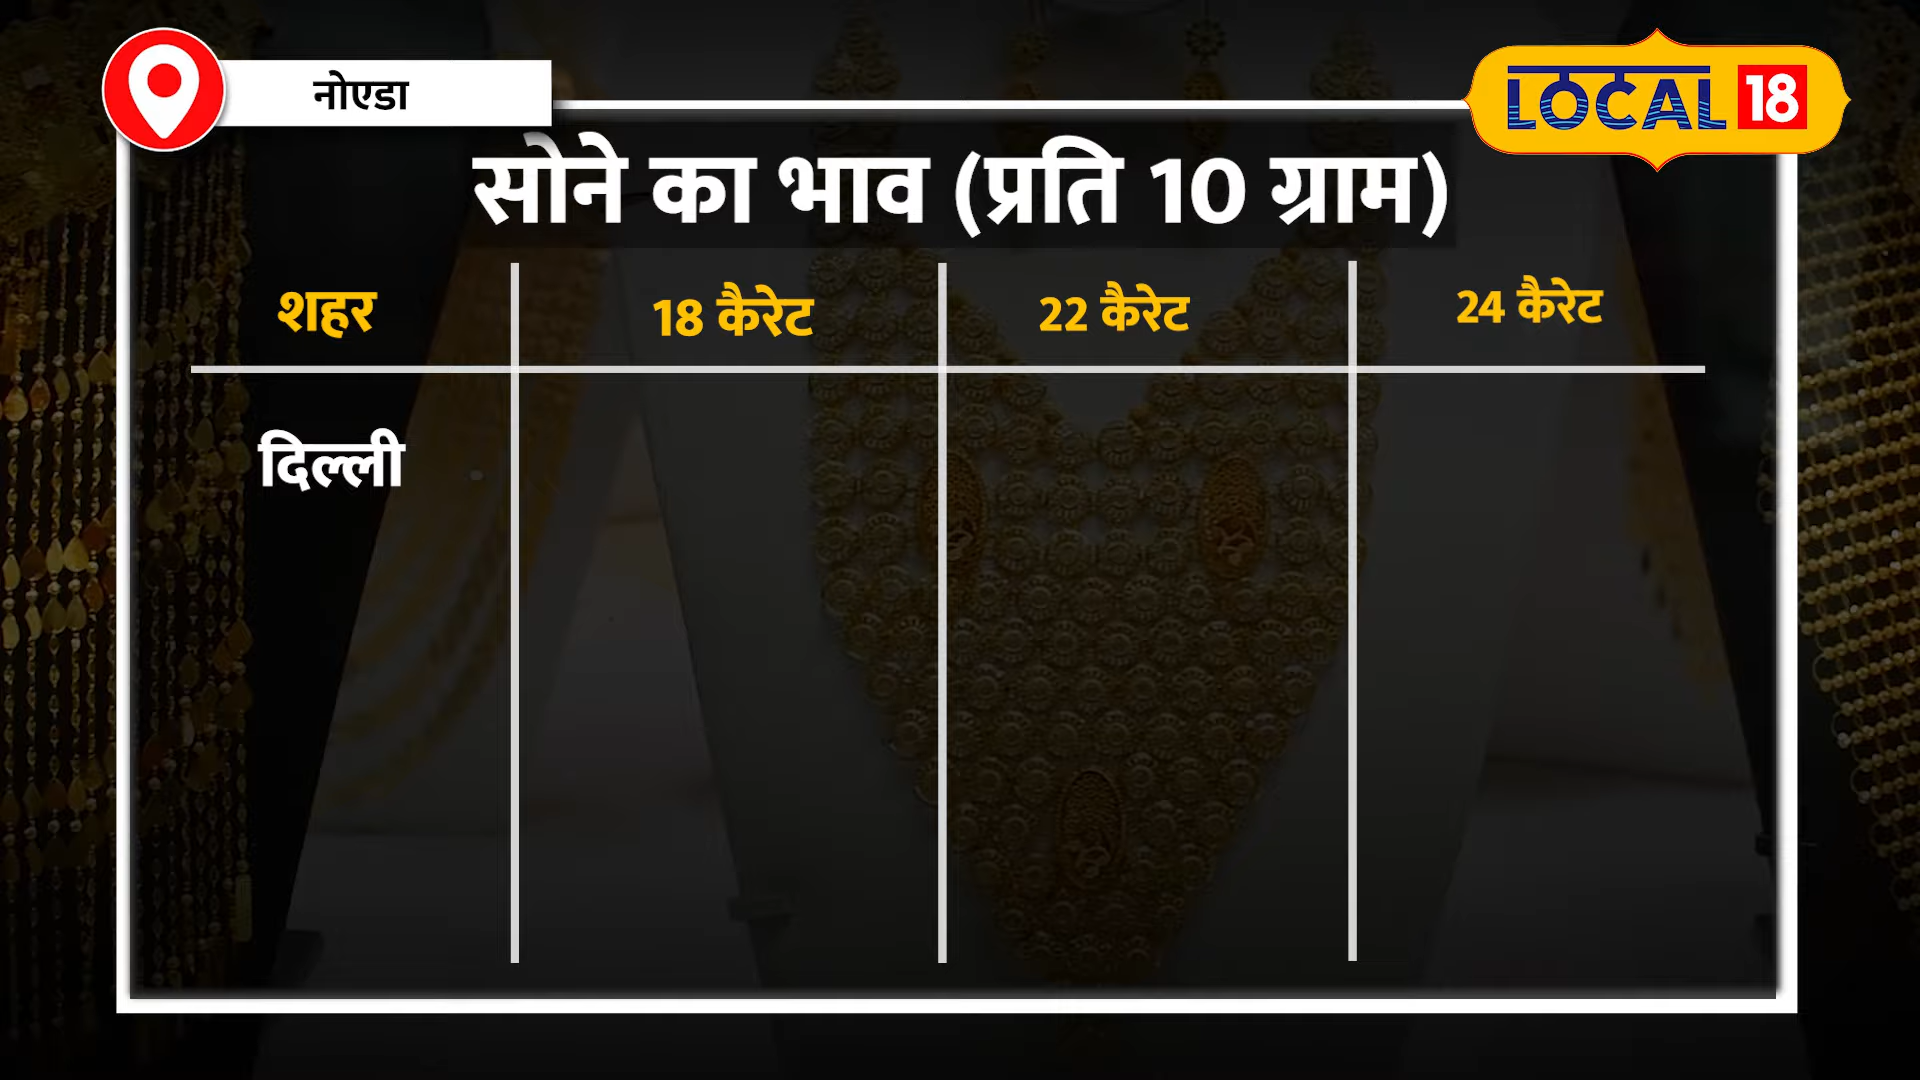 नोएडा
LOCAL 18
सोने का भाव (प्रति 10 ग्राम)
शहर 18 कैरेट 22 कैरेट 24 कैरेट
दिल्ली